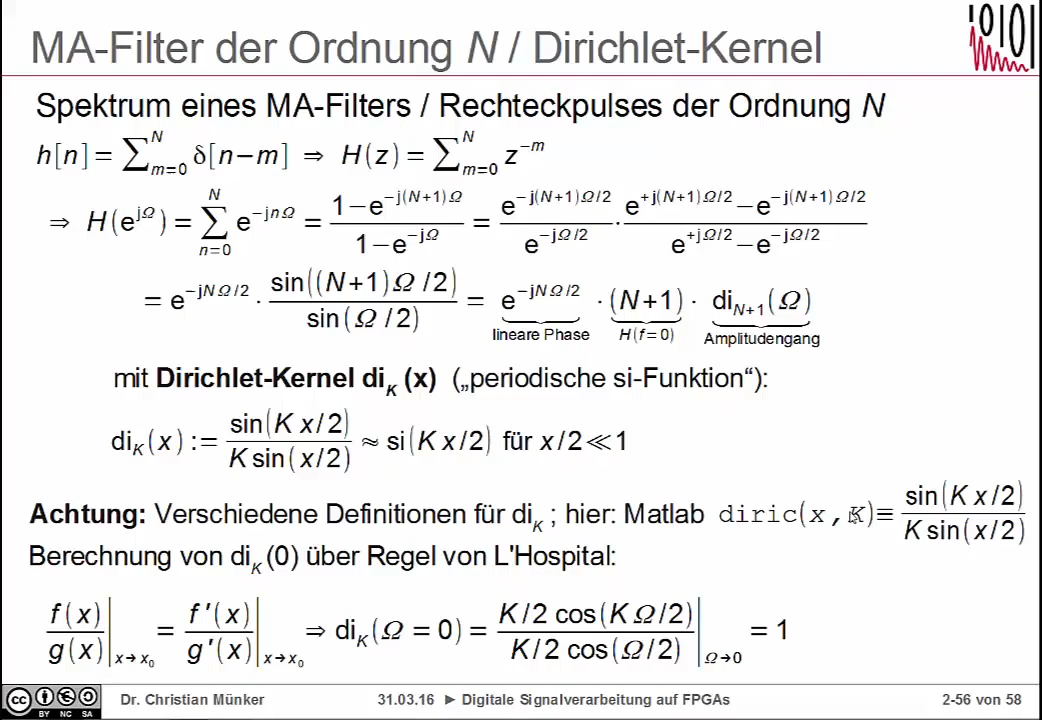 MA-Filter der Ordnung N / Dirichlet-Kernel
Spektrum eines MA-Filters / Rechteckpulses der Ordnung N
h[n] = ∑_{m=0}^{N} δ[n−m] ⇒ H(z) = ∑_{m=0}^{N} z^{−m}
⇒ H(e^{jΩ}) = ∑_{n=0}^{N} e^{−jnΩ} = (1−e^{−j(N+1)Ω})/(1−e^{−jΩ}) = (e^{−j(N+1)Ω/2})/(e^{−jΩ/2}) · (e^{+j(N+1)Ω/2}−e^{−j(N+1)Ω/2})/(e^{+jΩ/2}−e^{−jΩ/2})
= e^{−jNΩ/2} · sin((N+1)Ω/2)/sin(Ω/2) = e^{−jNΩ/2} · (N+1) · di_{N+1}(Ω)
lineare Phase H(f=0) Amplitudengang
mit Dirichlet-Kernel di_K (x) („periodische si-Funktion“):
di_K(x) := sin(K x/2)/(K sin(x/2)) ≈ si(K x/2) für x/2≪1
Achtung: Verschiedene Definitionen für di_K ; hier: Matlab diric(x,K)≡ sin(K x/2)/(K sin(x/2))
Berechnung von di_K(0) über Regel von L'Hospital:
f(x)/g(x)|_{x→x_0} = f'(x)/g'(x)|_{x→x_0} ⇒ di_K(Ω = 0) = (K/2 cos(KΩ/2))/(K/2 cos(Ω/2))|_{Ω→0} = 1
cc BY NC SA Dr. Christian Münker 31.03.16 ► Digitale Signalverarbeitung auf FPGAs 2-56 von 58